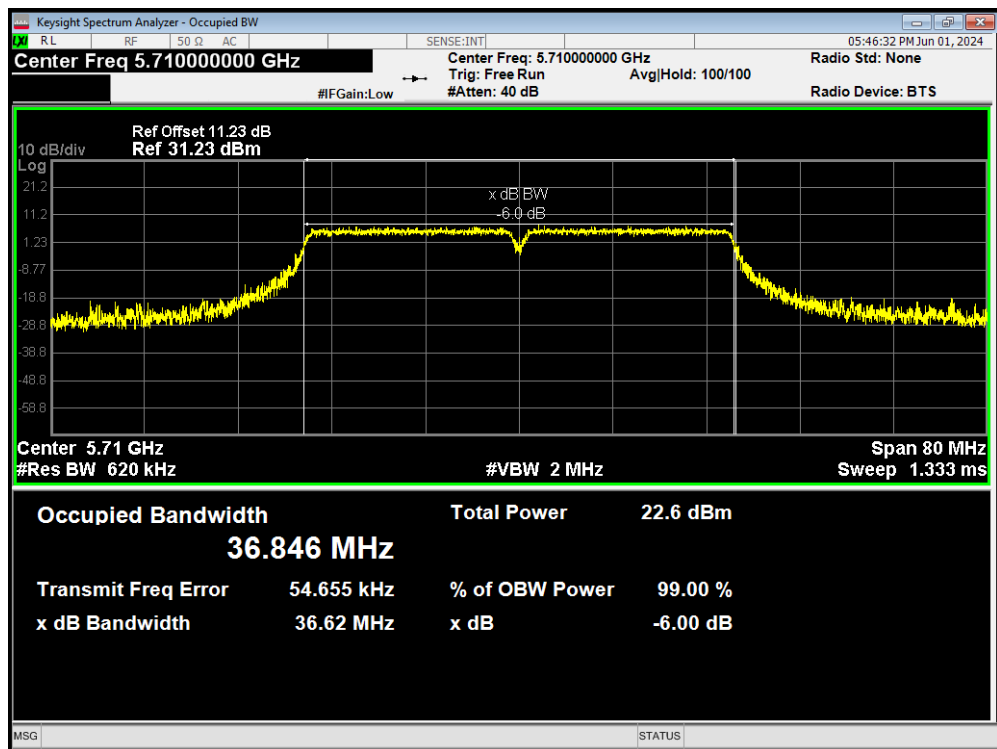 Keysight Spectrum Analyzer - Occupied BW
LXI RL RF 50 Ω AC SENSE:INT 05:46:32 PM Jun 01, 2024
Center Freq 5.710000000 GHz Center Freq: 5.710000000 GHz Radio Std: None
Trig: Free Run Avg|Hold: 100/100
#IFGain:Low #Atten: 40 dB Radio Device: BTS
Ref Offset 11.23 dB
10 dB/div Ref 31.23 dBm
Log
21.2
x dB BW
11.2
-6.0 dB
1.23
-8.77
-18.8
-28.8
-38.8
-48.8
-58.8
Center 5.71 GHz Span 80 MHz
#Res BW 620 kHz #VBW 2 MHz Sweep 1.333 ms
Occupied Bandwidth Total Power 22.6 dBm
36.846 MHz
Transmit Freq Error 54.655 kHz % of OBW Power 99.00 %
x dB Bandwidth 36.62 MHz x dB -6.00 dB
MSG STATUS